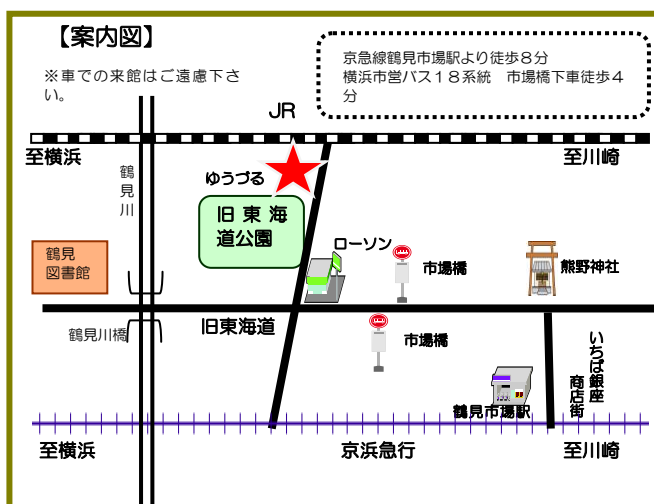 【案内図】
※車での来館はご遠慮下さ
い。
京急線鶴見市場駅より徒歩8分
横浜市営バス18系統　市場橋下車徒歩4
分
JR
至横浜
至川崎
鶴見川
ゆうづる
旧東海
道公園
ローソン
鶴見
図書館
市場橋
熊野神社
鶴見川橋
旧東海道
市場橋
いちば銀座
商店街
鶴見市場駅
至横浜
京浜急行
至川崎